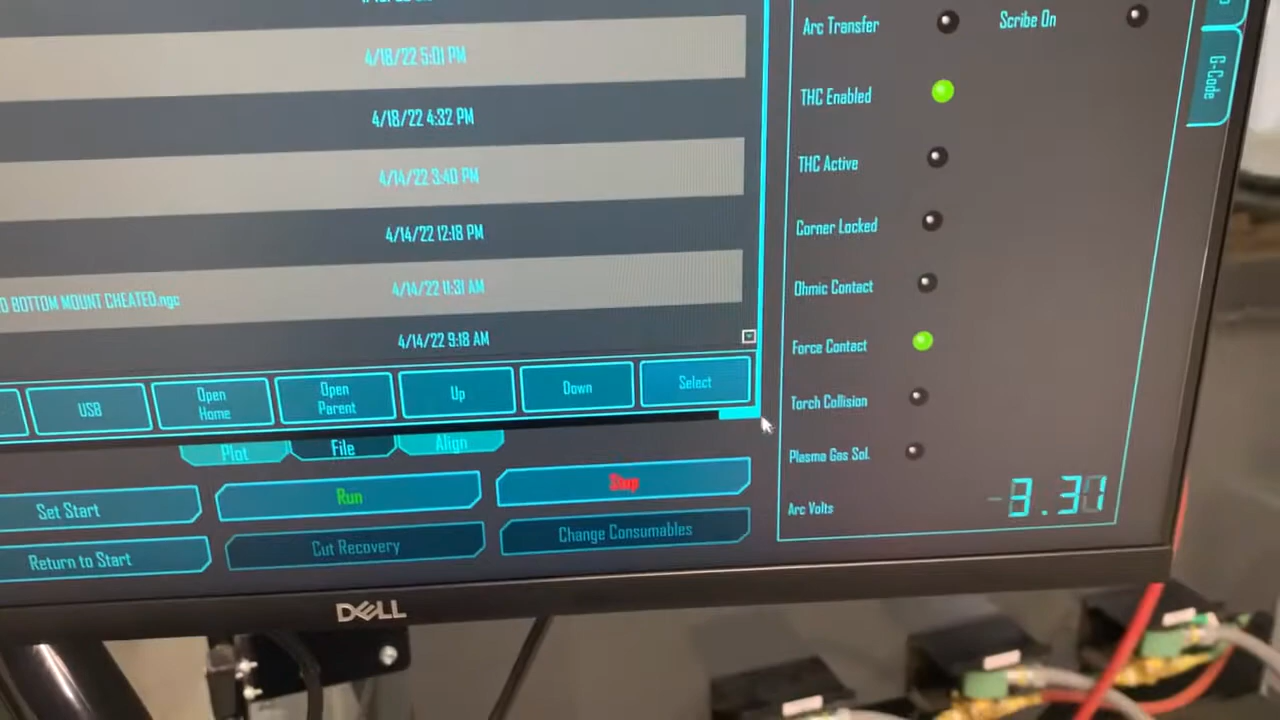 4/18/22 5:01 PM
4/18/22 4:32 PM
4/14/22 3:40 PM
4/14/22 12:18 PM
BOTTOM MOUNT CHEATED.ngc 4/14/22 11:31 AM
4/14/22 9:18 AM
USB
Open Home
Open Parent
Up
Down
Select
Plot
File
Align
Set Start
Run
Stop
Return to Start
Cut Recovery
Change Consumables
Arc Transfer
Scribe On
THC Enabled
THC Active
Corner Locked
Ohmic Contact
Force Contact
Torch Collision
Plasma Gas Sol.
Arc Volts
-3.31
G-Code
DELL